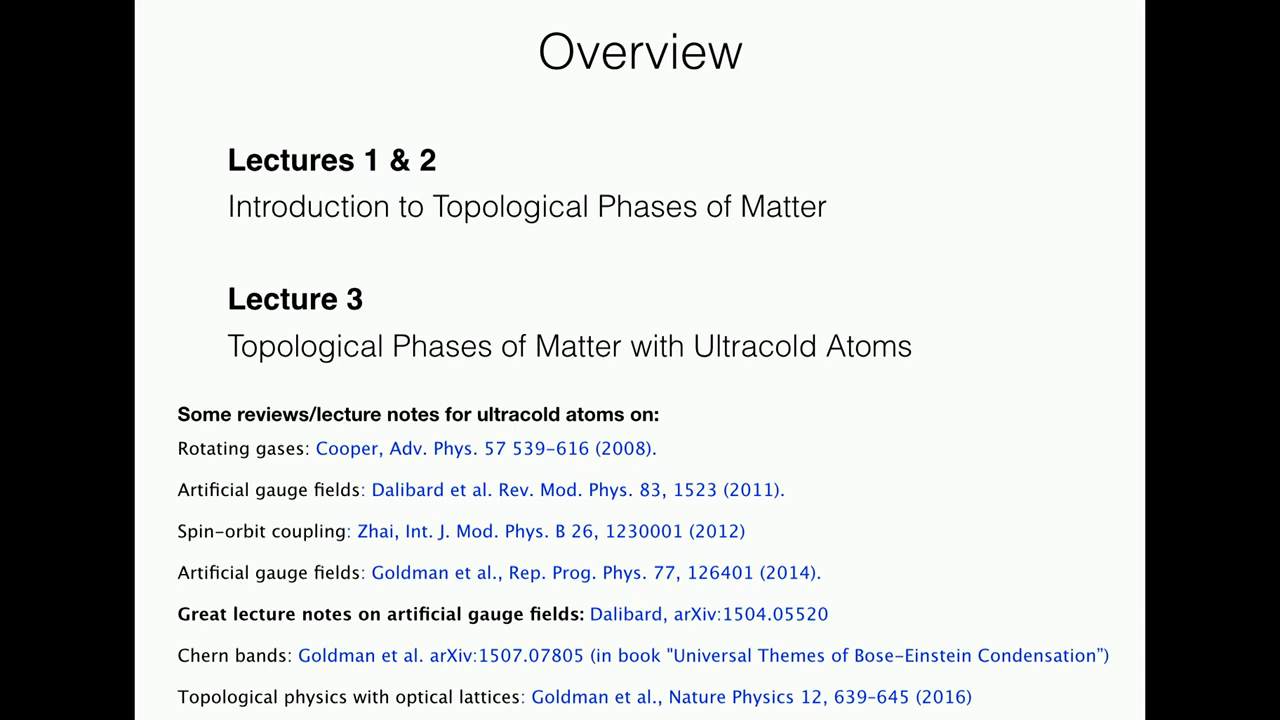 Overview
Lectures 1 & 2
Introduction to Topological Phases of Matter
Lecture 3
Topological Phases of Matter with Ultracold Atoms
Some reviews/lecture notes for ultracold atoms on:
Rotating gases: Cooper, Adv. Phys. 57 539–616 (2008).
Artificial gauge fields: Dalibard et al. Rev. Mod. Phys. 83, 1523 (2011).
Spin–orbit coupling: Zhai, Int. J. Mod. Phys. B 26, 1230001 (2012)
Artificial gauge fields: Goldman et al., Rep. Prog. Phys. 77, 126401 (2014).
Great lecture notes on artificial gauge fields: Dalibard, arXiv:1504.05520
Chern bands: Goldman et al. arXiv:1507.07805 (in book "Universal Themes of Bose–Einstein Condensation”)
Topological physics with optical lattices: Goldman et al., Nature Physics 12, 639–645 (2016)